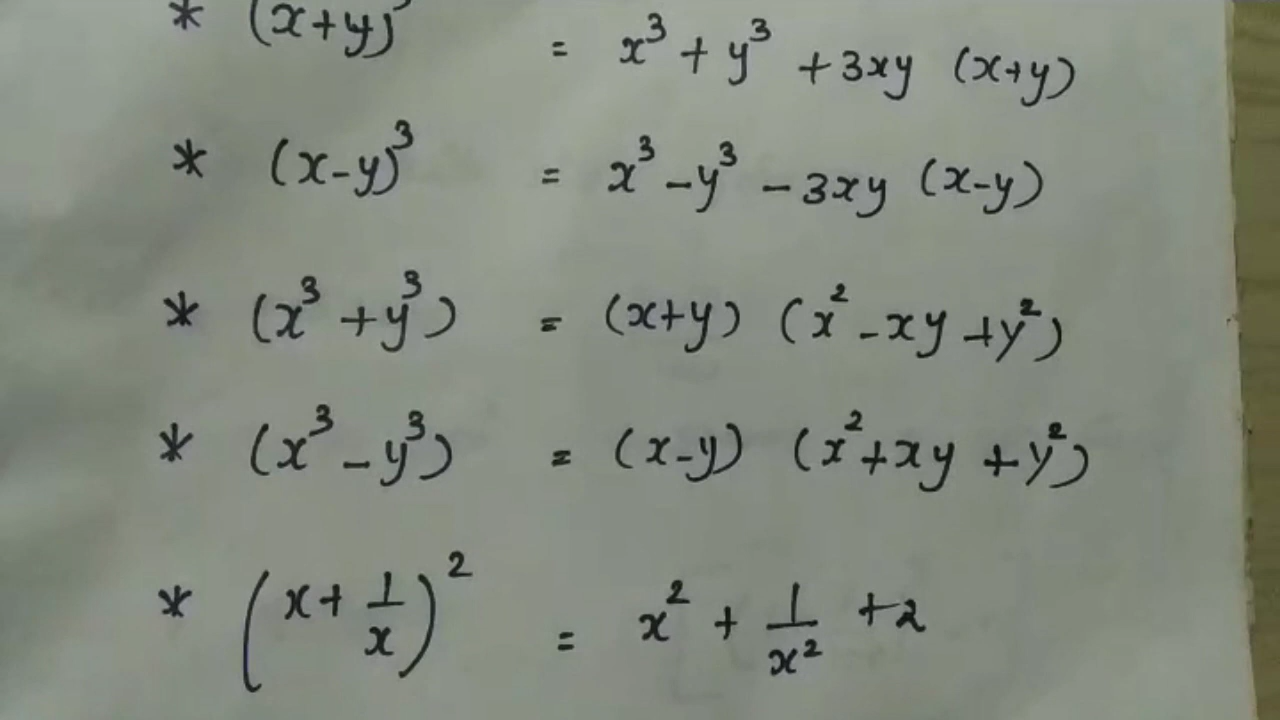 * (x+y)³ = x³ + y³ + 3xy (x+y)
* (x-y)³ = x³ - y³ - 3xy (x-y)
* (x³ + y³) = (x+y) (x² - xy + y²)
* (x³ - y³) = (x-y) (x² + xy + y²)
* (x + 1/x)² = x² + 1/x² + 2